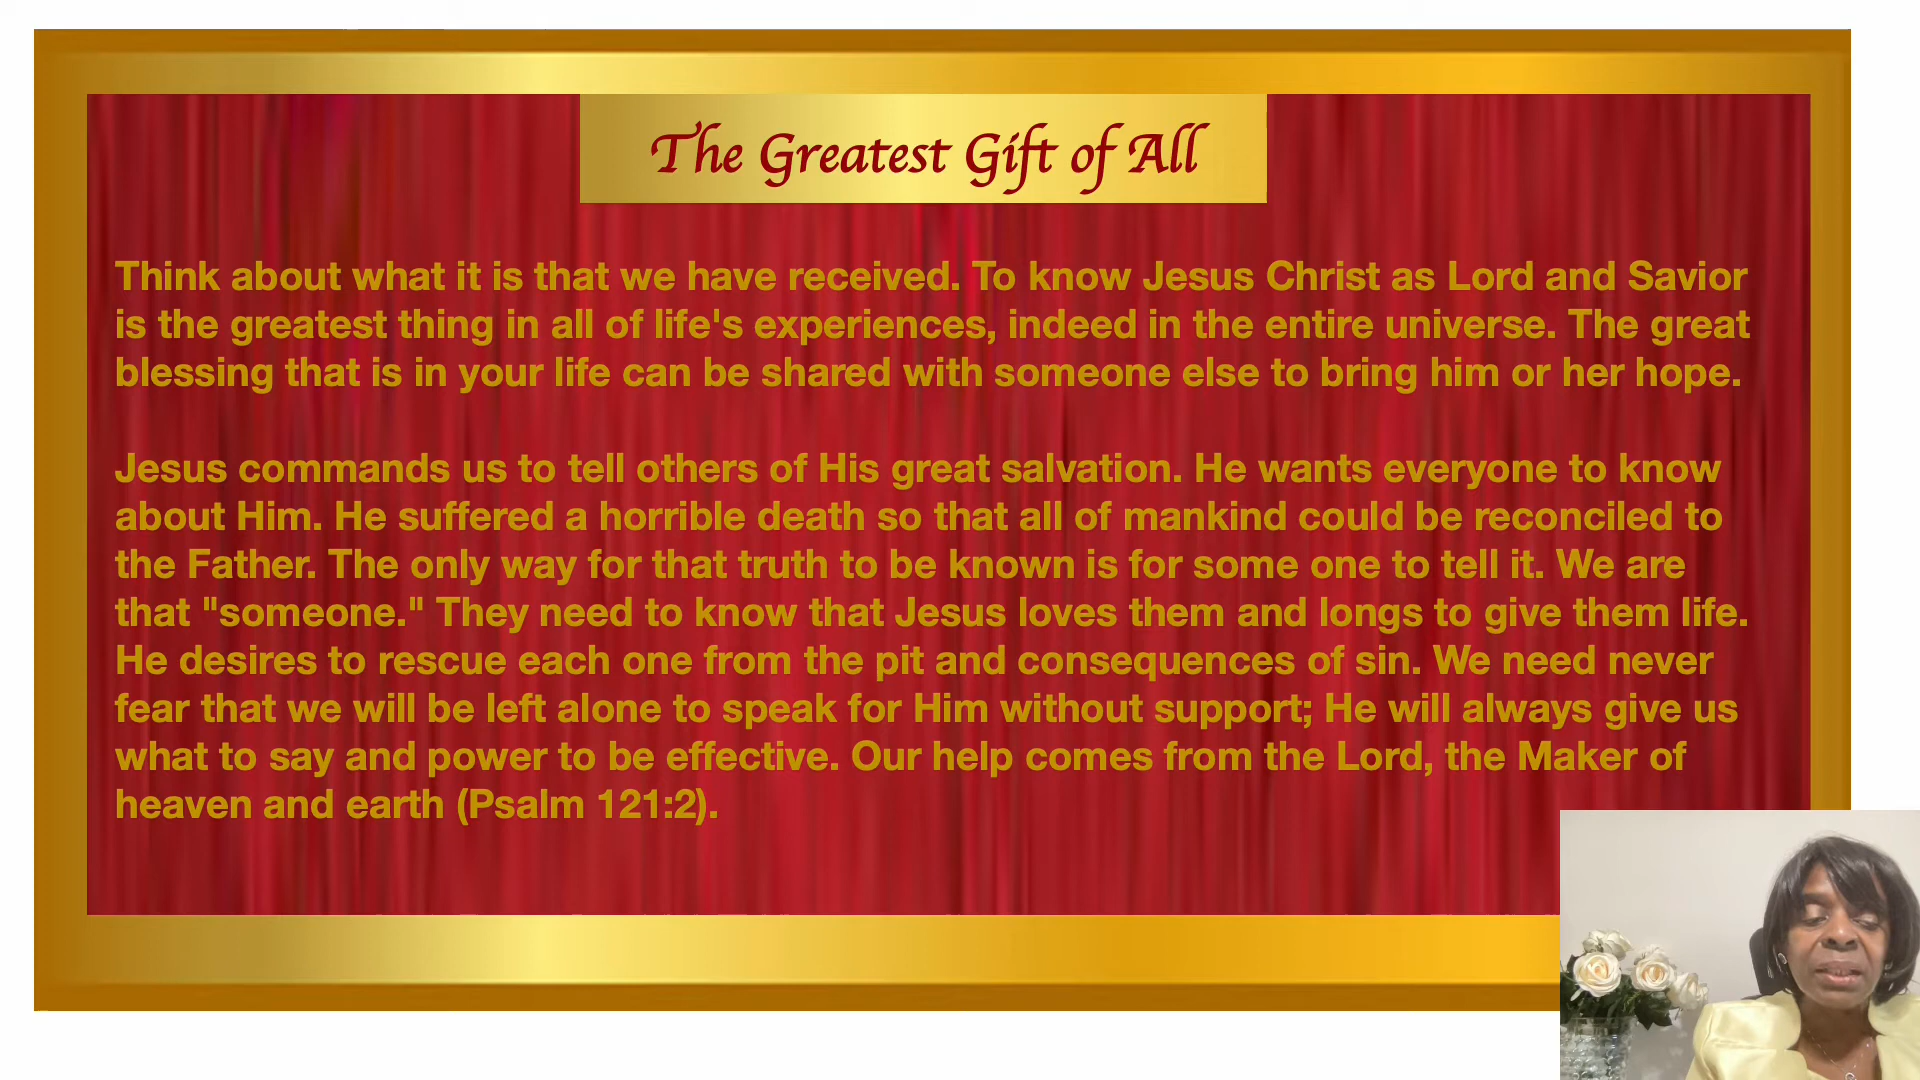 The Greatest Gift of All
Think about what it is that we have received. To know Jesus Christ as Lord and Savior
is the greatest thing in all of life's experiences, indeed in the entire universe. The great
blessing that is in your life can be shared with someone else to bring him or her hope.
Jesus commands us to tell others of His great salvation. He wants everyone to know
about Him. He suffered a horrible death so that all of mankind could be reconciled to
the Father. The only way for that truth to be known is for some one to tell it. We are
that "someone." They need to know that Jesus loves them and longs to give them life.
He desires to rescue each one from the pit and consequences of sin. We need never
fear that we will be left alone to speak for Him without support; He will always give us
what to say and power to be effective. Our help comes from the Lord, the Maker of
heaven and earth (Psalm 121:2).